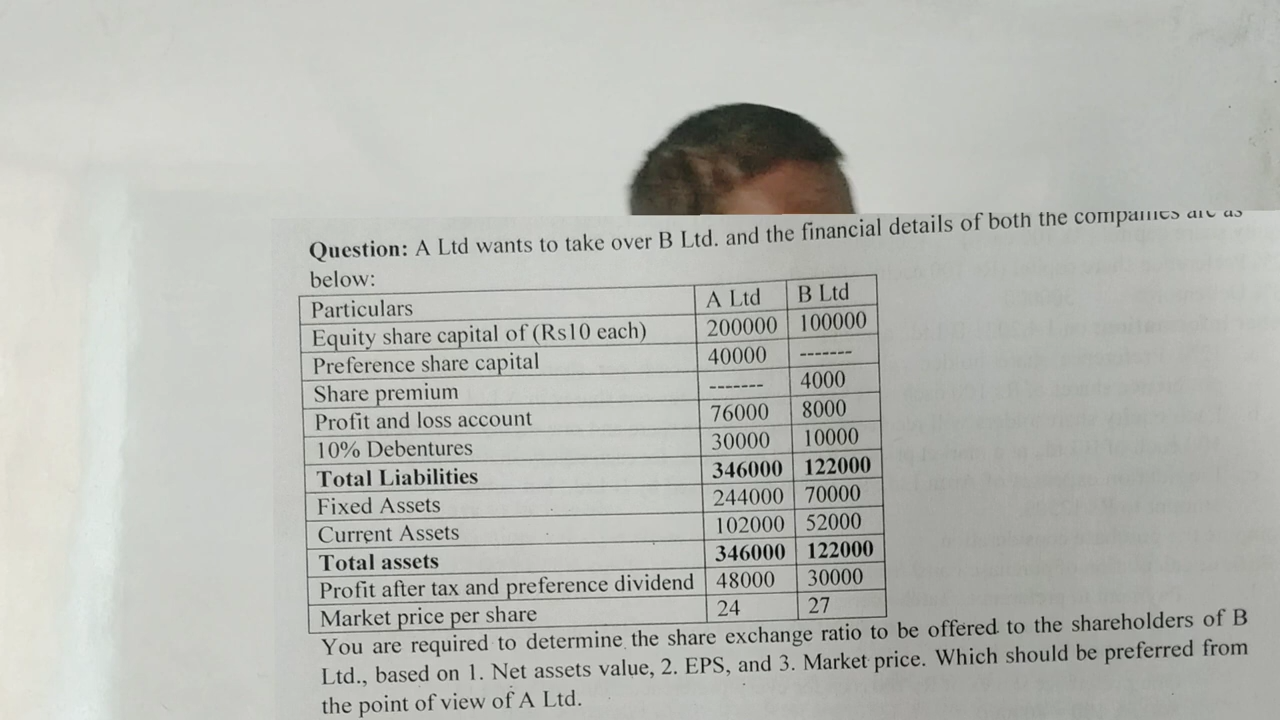 Question: A Ltd wants to take over B Ltd. and the financial details of both the companies are as
below:
Particulars A Ltd B Ltd
Equity share capital of (Rs10 each) 200000 100000
Preference share capital 40000 -------
Share premium ------- 4000
Profit and loss account 76000 8000
10% Debentures 30000 10000
Total Liabilities 346000 122000
Fixed Assets 244000 70000
Current Assets 102000 52000
Total assets 346000 122000
Profit after tax and preference dividend 48000 30000
Market price per share 24 27
You are required to determine the share exchange ratio to be offered to the shareholders of B
Ltd., based on 1. Net assets value, 2. EPS, and 3. Market price. Which should be preferred from
the point of view of A Ltd.